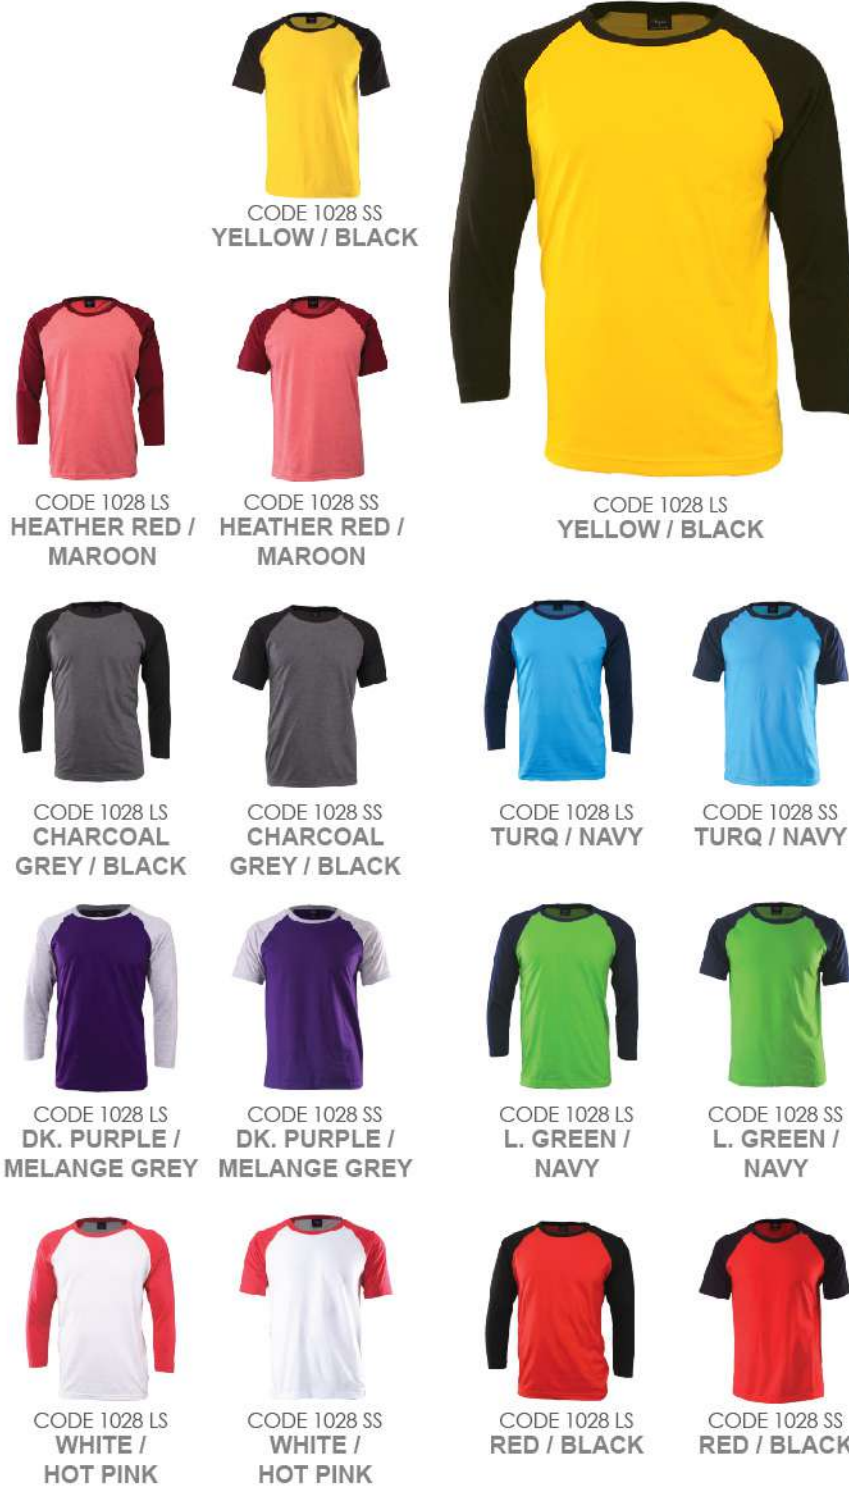 CODE 1028 SS
YELLOW / BLACK
CODE 1028 LS
HEATHER RED /
MAROON
CODE 1028 SS
HEATHER RED /
MAROON
CODE 1028 LS
YELLOW / BLACK
CODE 1028 LS
CHARCOAL
GREY / BLACK
CODE 1028 SS
CHARCOAL
GREY / BLACK
CODE 1028 LS
TURQ / NAVY
CODE 1028 SS
TURQ / NAVY
CODE 1028 LS
DK. PURPLE /
MELANGE GREY
CODE 1028 SS
DK. PURPLE /
MELANGE GREY
CODE 1028 LS
L. GREEN /
NAVY
CODE 1028 SS
L. GREEN /
NAVY
CODE 1028 LS
WHITE /
HOT PINK
CODE 1028 SS
WHITE /
HOT PINK
CODE 1028 LS
RED / BLACK
CODE 1028 SS
RED / BLACK